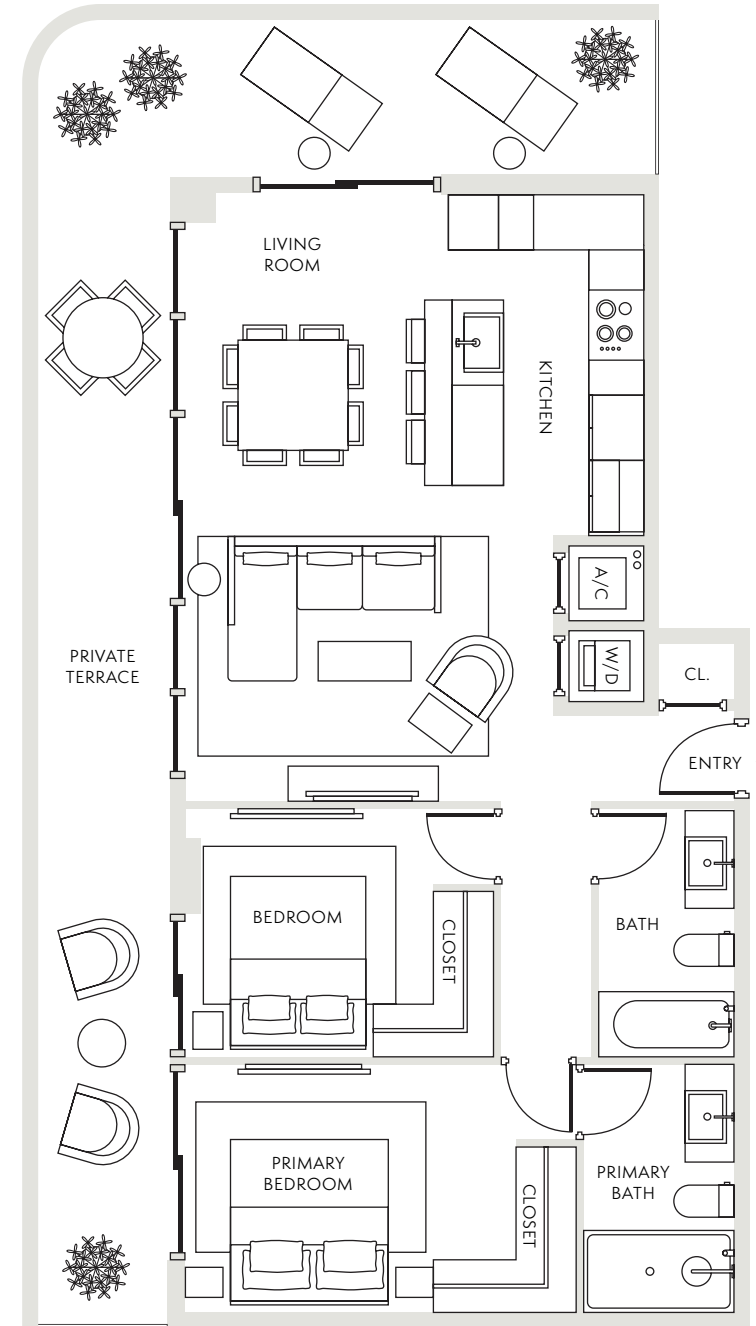 LIVING
ROOM
KITCHEN
A/C
W/D
PRIVATE
TERRACE
CL.
ENTRY
BEDROOM
CLOSET
BATH
PRIMARY
BEDROOM
CLOSET
PRIMARY
BATH